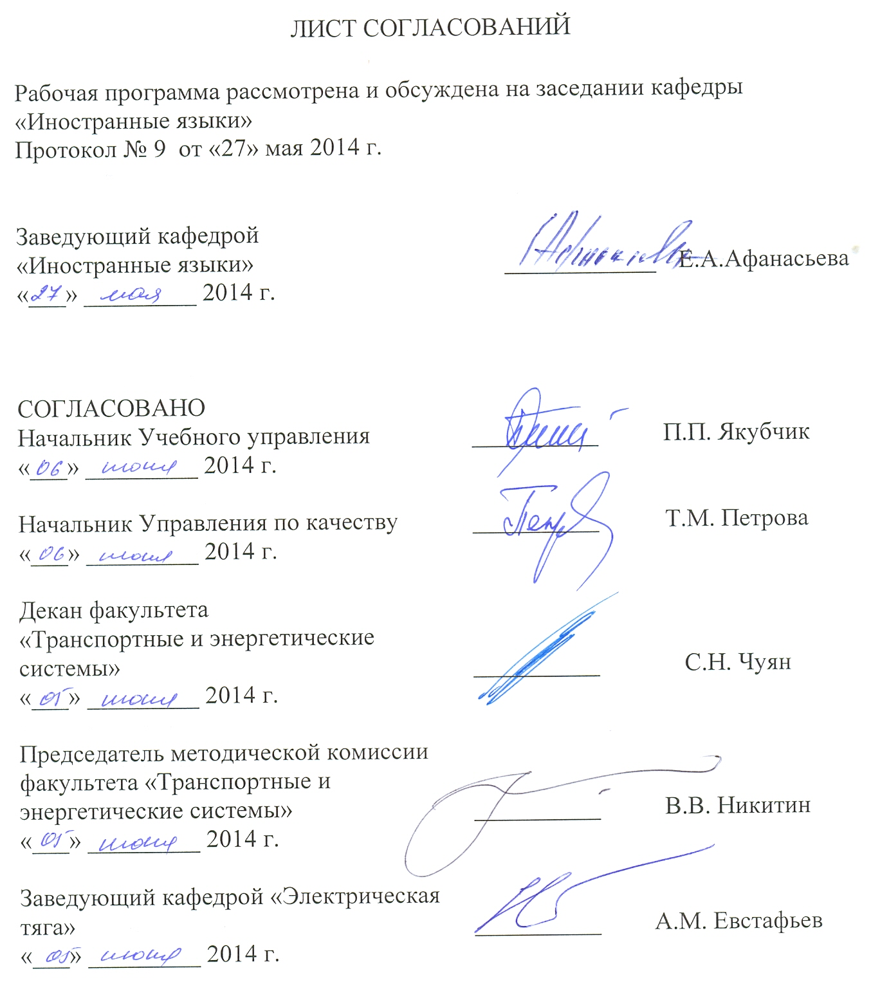 ЛИСТ СОГЛАСОВАНИЙ
Рабочая программа рассмотрена и обсуждена на заседании кафедры
«Иностранные языки»
Протокол № 9 от «27» мая 2014 г.
Заведующий кафедрой
«Иностранные языки» Е.А.Афанасьева
«27» мая 2014 г.
СОГЛАСОВАНО
Начальник Учебного управления П.П. Якубчик
«06» июня 2014 г.
Начальник Управления по качеству Т.М. Петрова
«06» июня 2014 г.
Декан факультета
«Транспортные и энергетические
системы» С.Н. Чуян
«05» июня 2014 г.
Председатель методической комиссии
факультета «Транспортные и
энергетические системы» В.В. Никитин
«05» июня 2014 г.
Заведующий кафедрой «Электрическая
тяга» А.М. Евстафьев
«05» июня 2014 г.